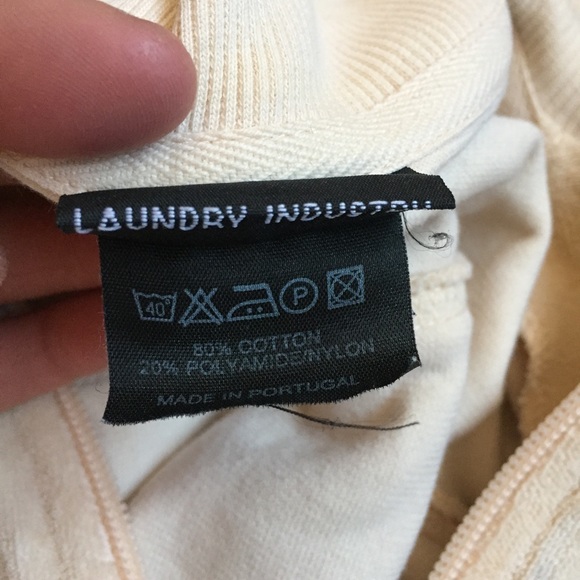 LAUNDRY INDUSTRY
40° P
80% COTTON
20% POLYAMIDE/NYLON
MADE IN PORTUGAL